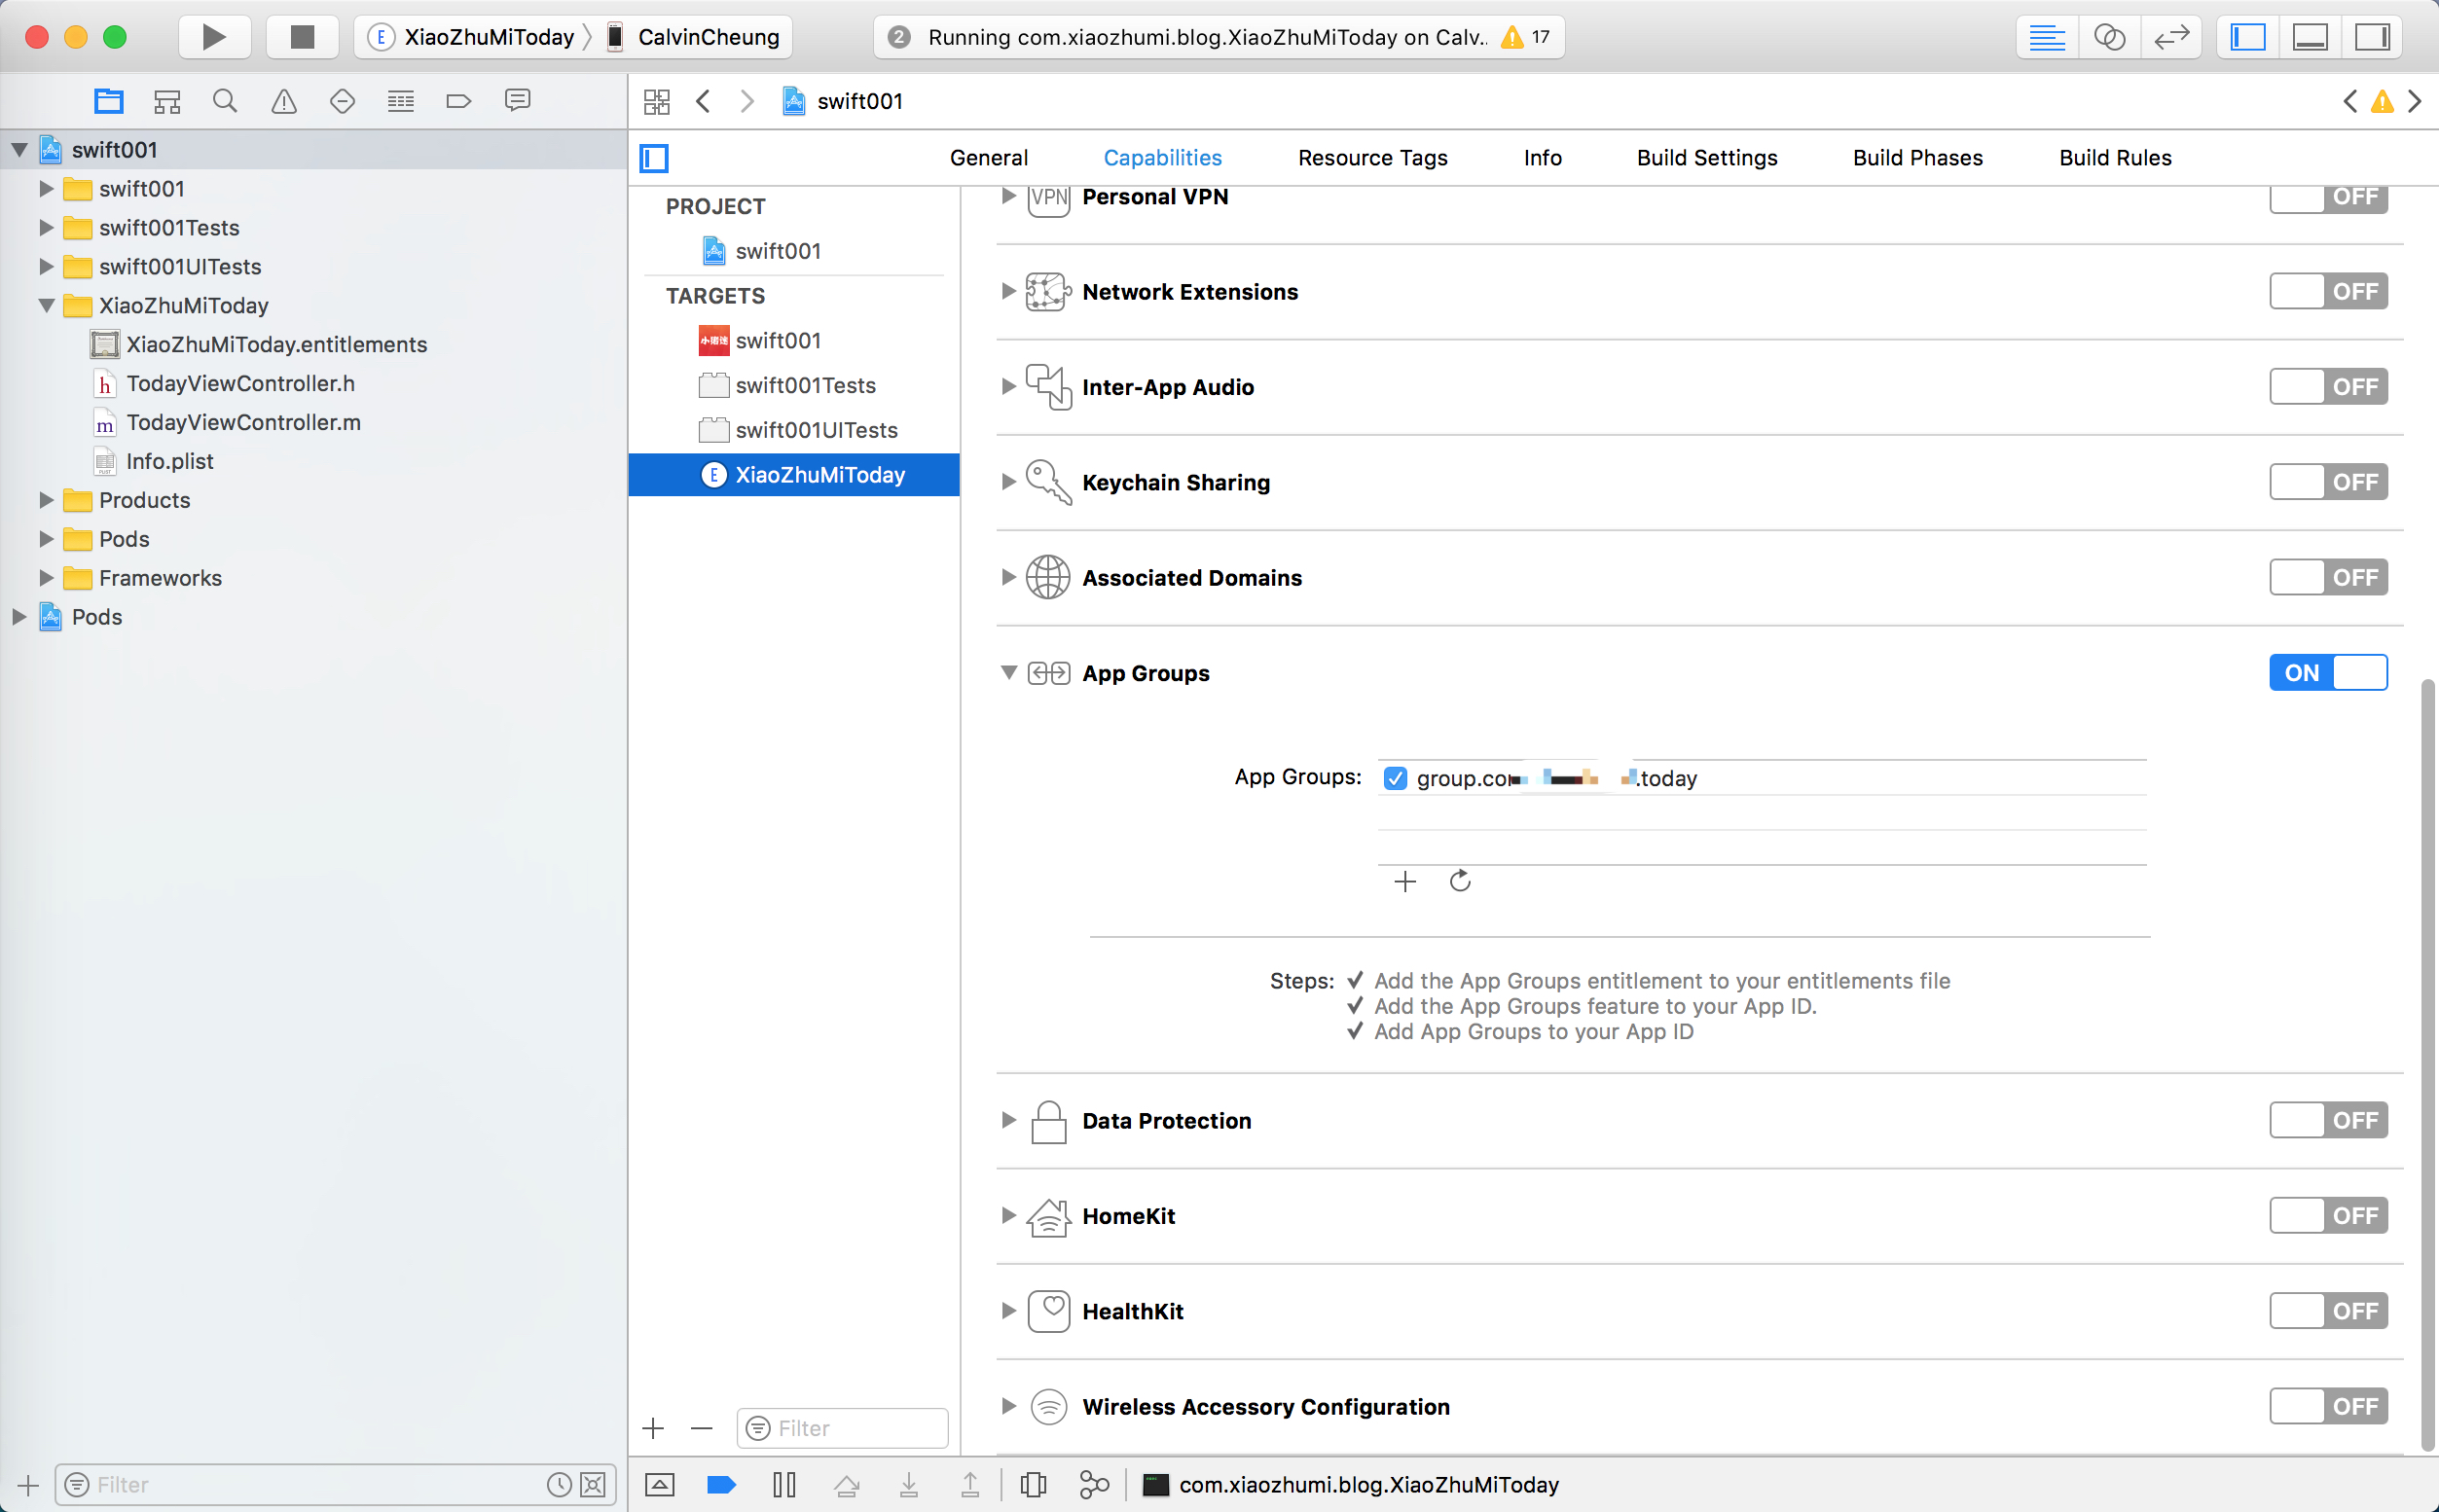 XiaoZhuMiToday
CalvinCheung
2 Running com.xiaozhumi.blog.XiaoZhuMiToday on Calv.. 17
swift001
swift001
swift001
swift001Tests
swift001UITests
XiaoZhuMiToday
XiaoZhuMiToday.entitlements
h TodayViewController.h
m TodayViewController.m
Info.plist
Products
Pods
Frameworks
Pods
Filter
General Capabilities Resource Tags Info Build Settings Build Phases Build Rules
PROJECT
swift001
TARGETS
swift001
swift001Tests
swift001UITests
E XiaoZhuMiToday
Filter
VPN Personal VPN OFF
Network Extensions OFF
Inter-App Audio OFF
Keychain Sharing OFF
Associated Domains OFF
App Groups ON
App Groups: .today
Steps: ✓ Add the App Groups entitlement to your entitlements file
✓ Add the App Groups feature to your App ID.
✓ Add App Groups to your App ID
Data Protection OFF
HomeKit OFF
HealthKit OFF
Wireless Accessory Configuration OFF
com.xiaozhumi.blog.XiaoZhuMiToday